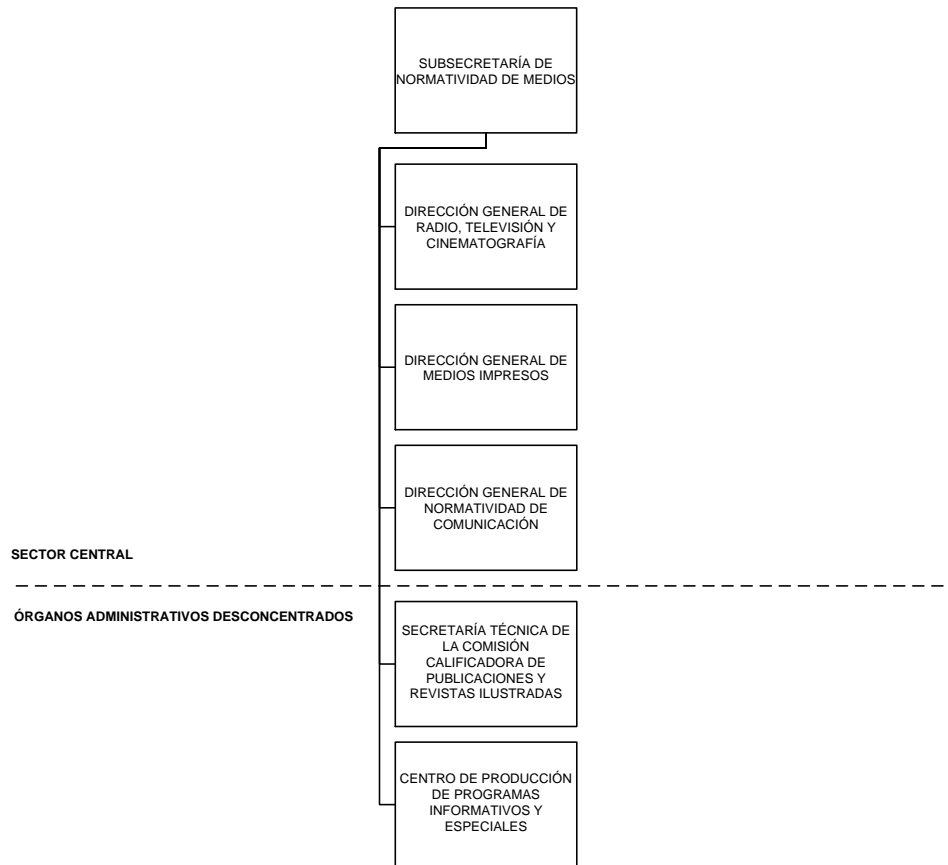 SUBSECRETARÍA DE
NORMATIVIDAD DE MEDIOS
DIRECCIÓN GENERAL DE
RADIO, TELEVISIÓN Y
CINEMATOGRAFÍA
DIRECCIÓN GENERAL DE
MEDIOS IMPRESOS
DIRECCIÓN GENERAL DE
NORMATIVIDAD DE
COMUNICACIÓN
SECTOR CENTRAL
ÓRGANOS ADMINISTRATIVOS DESCONCENTRADOS
SECRETARÍA TÉCNICA DE
LA COMISIÓN
CALIFICADORA DE
PUBLICACIONES Y
REVISTAS ILUSTRADAS
CENTRO DE PRODUCCIÓN
DE PROGRAMAS
INFORMATIVOS Y
ESPECIALES